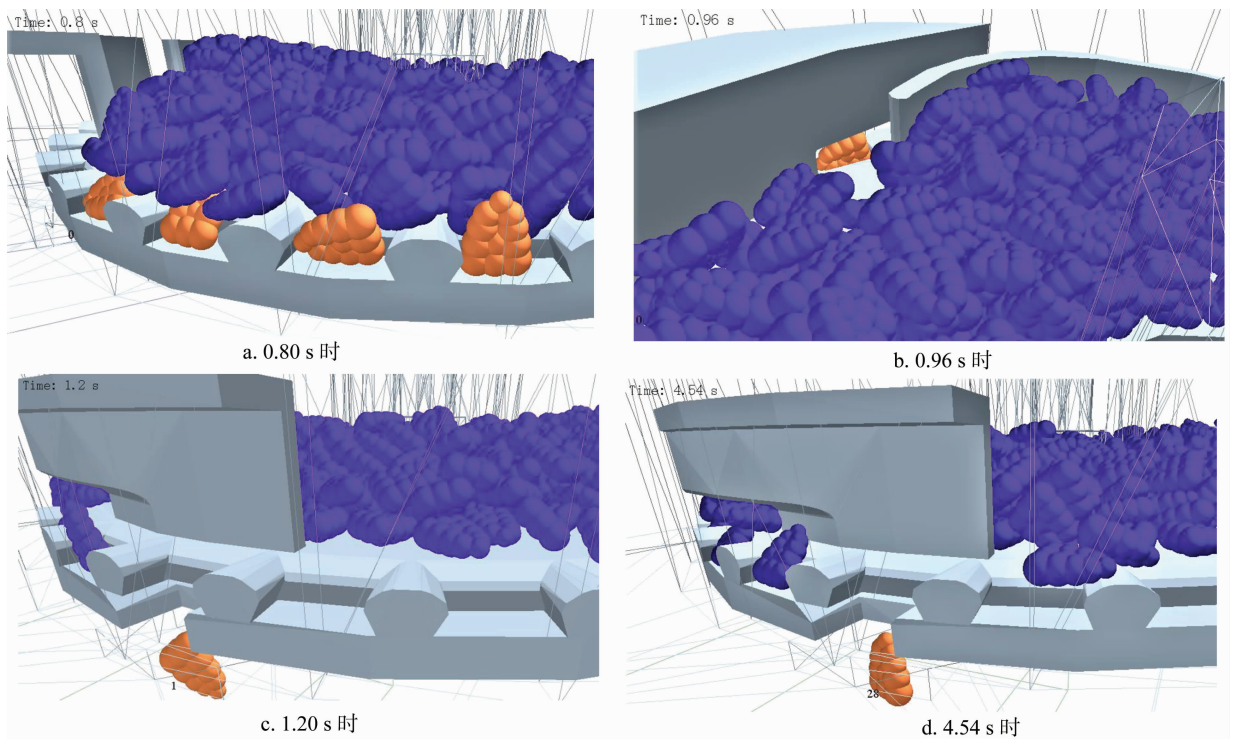 Time: 0.8 s
0
a. 0.80 s 时
Time: 0.96 s
0.
b. 0.96 s 时
Time: 1.2 s
1
c. 1.20 s 时
Time: 4.54 s
28
d. 4.54 s 时